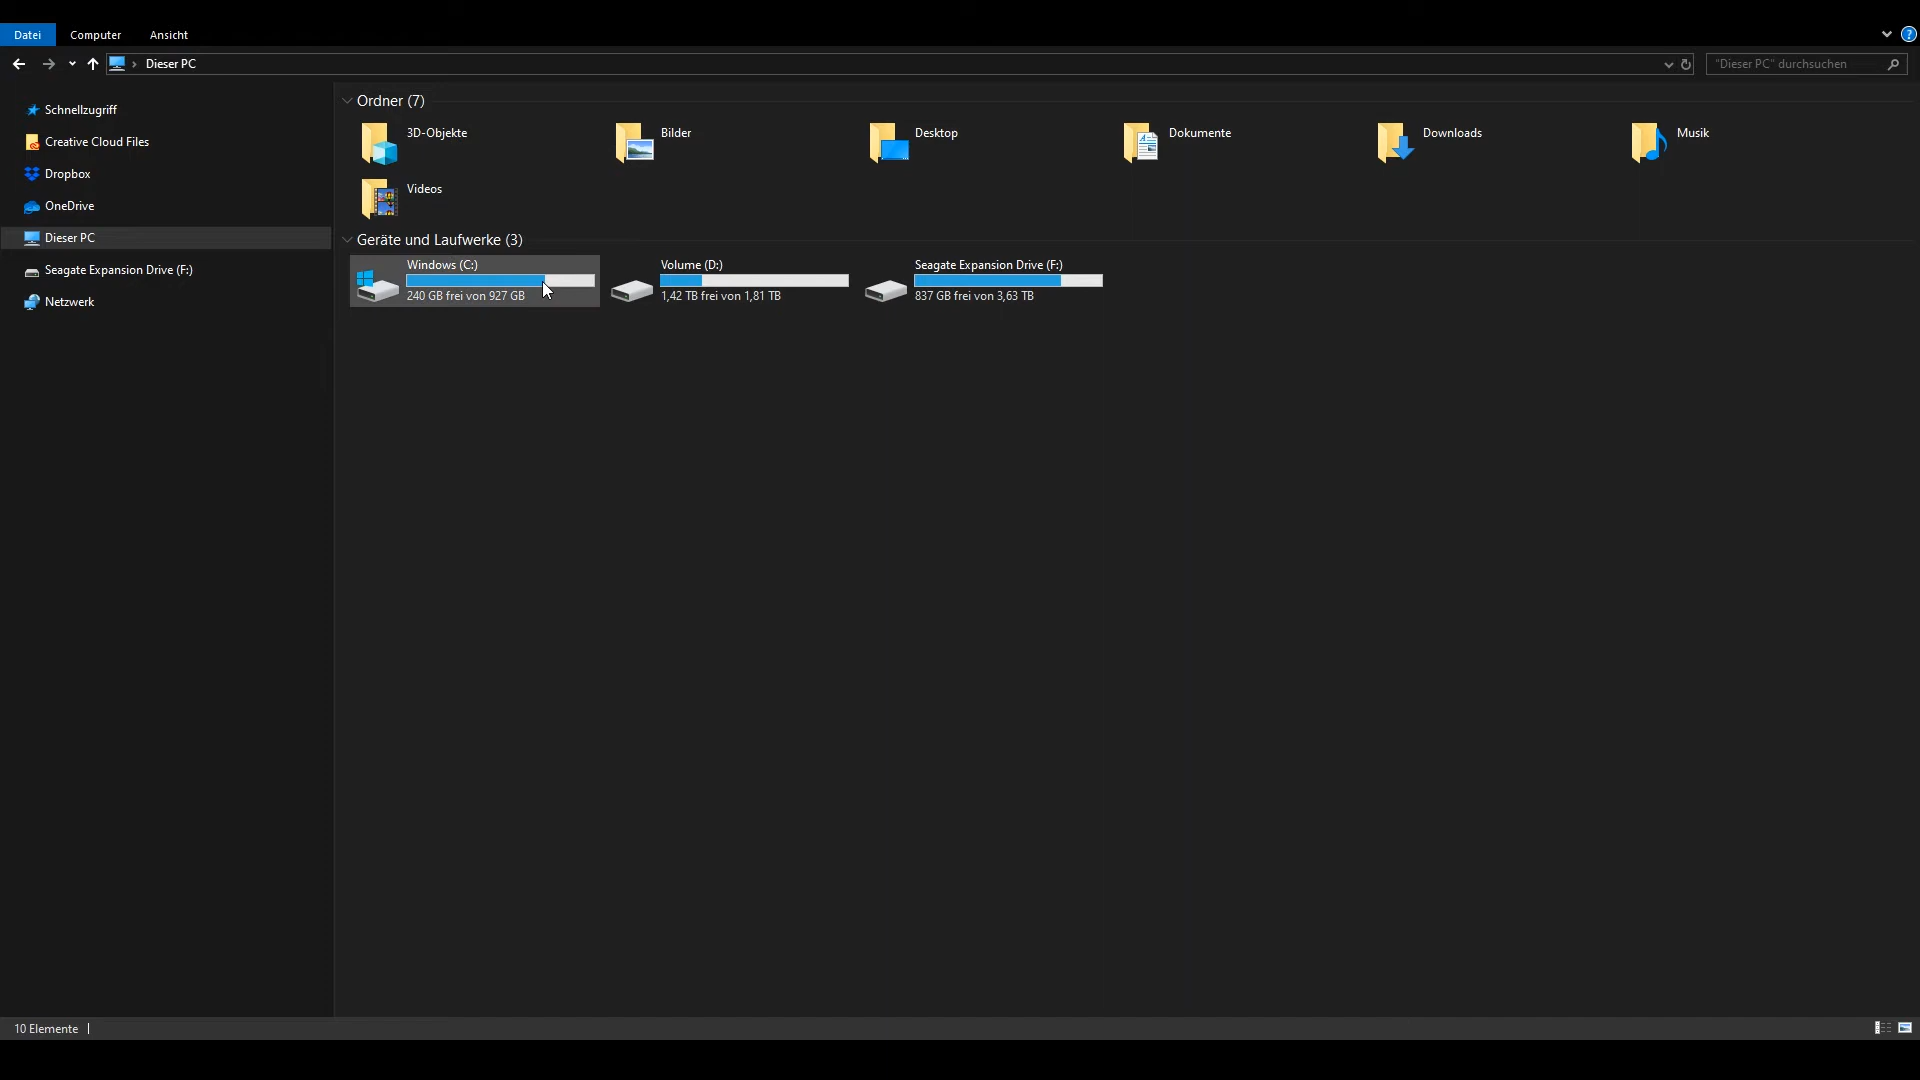 Datei Computer Ansicht
Dieser PC
"Dieser PC" durchsuchen
Schnellzugriff
Creative Cloud Files
Dropbox
OneDrive
Dieser PC
Seagate Expansion Drive (F:)
Netzwerk
Ordner (7)
3D-Objekte
Bilder
Desktop
Dokumente
Downloads
Musik
Videos
Geräte und Laufwerke (3)
Windows (C:)
240 GB frei von 927 GB
Volume (D:)
1,42 TB frei von 1,81 TB
Seagate Expansion Drive (F:)
837 GB frei von 3,63 TB
10 Elemente